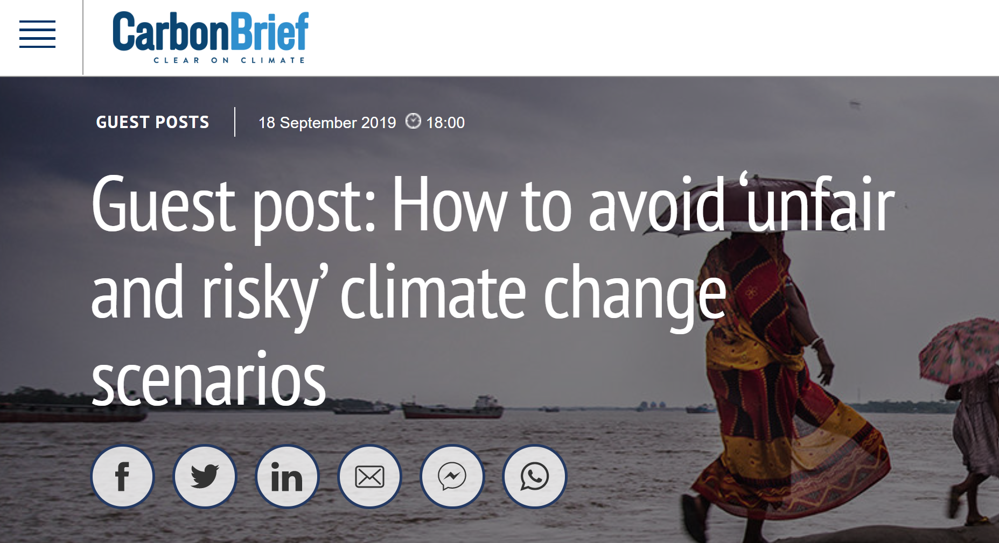 CarbonBrief
CLEAR ON CLIMATE
GUEST POSTS
18 September 2019 18:00
Guest post: How to avoid ‘unfair
and risky’ climate change
scenarios